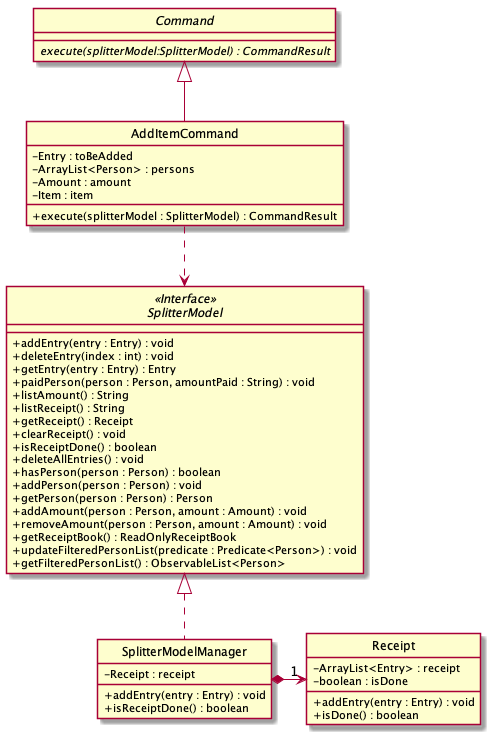 Command
execute(splitterModel:SplitterModel) : CommandResult
AddItemCommand
−Entry : toBeAdded
−ArrayList<Person> : persons
−Amount : amount
−Item : item
+execute(splitterModel : SplitterModel) : CommandResult
«Interface»
SplitterModel
+addEntry(entry : Entry) : void
+deleteEntry(index : int) : void
+getEntry(entry : Entry) : Entry
+paidPerson(person : Person, amountPaid : String) : void
+listAmount() : String
+listReceipt() : String
+getReceipt() : Receipt
+clearReceipt() : void
+isReceiptDone() : boolean
+deleteAllEntries() : void
+hasPerson(person : Person) : boolean
+addPerson(person : Person) : void
+getPerson(person : Person) : Person
+addAmount(person : Person, amount : Amount) : void
+removeAmount(person : Person, amount : Amount) : void
+getReceiptBook() : ReadOnlyReceiptBook
+updateFilteredPersonList(predicate : Predicate<Person>) : void
+getFilteredPersonList() : ObservableList<Person>
SplitterModelManager
−Receipt : receipt
+addEntry(entry : Entry) : void
+isReceiptDone() : boolean
1
Receipt
−ArrayList<Entry> : receipt
−boolean : isDone
+addEntry(entry : Entry) : void
+isDone() : boolean